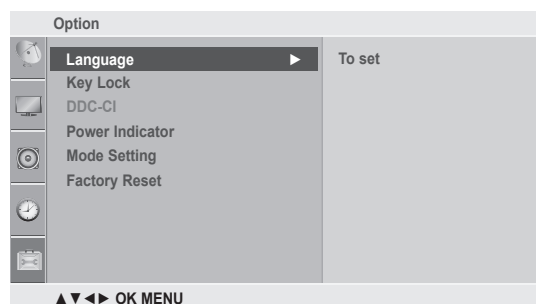 Option
Language ► To set
Key Lock
DDC-CI
Power Indicator
Mode Setting
Factory Reset
▲▼◄► OK MENU